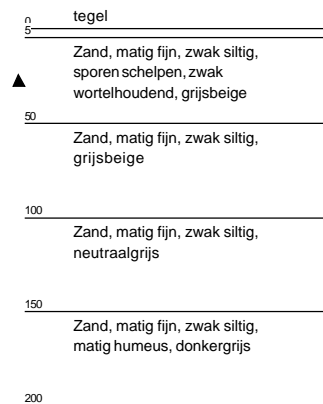 0 tegel
5
Zand, matig fijn, zwak siltig,
sporen schelpen, zwak
wortelhoudend, grijsbeige
50
Zand, matig fijn, zwak siltig,
grijsbeige
100
Zand, matig fijn, zwak siltig,
neutraalgrijs
150
Zand, matig fijn, zwak siltig,
matig humeus, donkergrijs
200